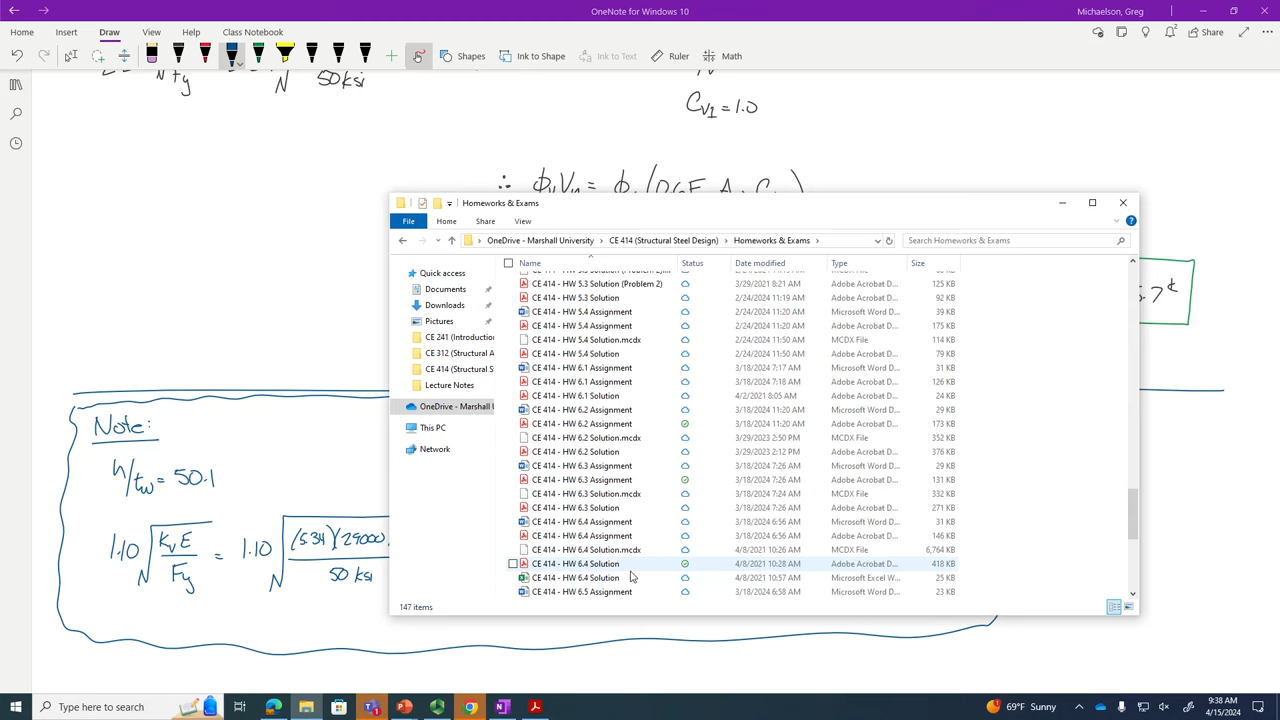 OneNote for Windows 10
Michaelson, Greg
Home Insert Draw View Help Class Notebook
Share
Shapes Ink to Shape Ink to Text Ruler Math
N Fy N 50 ksi
Cv1 = 1.0
∴ ϕvVn =
Homeworks & Exams
File Home Share View
OneDrive - Marshall University > CE 414 (Structural Steel Design) > Homeworks & Exams >
Search Homeworks & Exams
Name Status Date modified Type Size
Quick access
Documents
Downloads
Pictures
CE 241 (Introductio
CE 312 (Structural A
CE 414 (Structural S
Lecture Notes
OneDrive - Marshall U
This PC
Network
CE 414 - HW 5.3 Solution (Problem 2) 3/29/2021 8:21 AM Adobe Acrobat D... 125 KB
CE 414 - HW 5.3 Solution 2/24/2024 11:19 AM Adobe Acrobat D... 92 KB
CE 414 - HW 5.4 Assignment 2/24/2024 11:20 AM Microsoft Word D... 39 KB
CE 414 - HW 5.4 Assignment 2/24/2024 11:20 AM Adobe Acrobat D... 175 KB
CE 414 - HW 5.4 Solution.mcdx 2/24/2024 11:50 AM MCDX File 114 KB
CE 414 - HW 5.4 Solution 2/24/2024 11:50 AM Adobe Acrobat D... 79 KB
CE 414 - HW 6.1 Assignment 3/18/2024 7:17 AM Microsoft Word D... 31 KB
CE 414 - HW 6.1 Assignment 3/18/2024 7:18 AM Adobe Acrobat D... 126 KB
CE 414 - HW 6.1 Solution 4/2/2021 8:05 AM Adobe Acrobat D... 24 KB
CE 414 - HW 6.2 Assignment 3/18/2024 11:20 AM Microsoft Word D... 29 KB
CE 414 - HW 6.2 Assignment 3/18/2024 11:20 AM Adobe Acrobat D... 173 KB
CE 414 - HW 6.2 Solution.mcdx 3/29/2023 2:50 PM MCDX File 352 KB
CE 414 - HW 6.2 Solution 3/29/2023 2:12 PM Adobe Acrobat D... 376 KB
CE 414 - HW 6.3 Assignment 3/18/2024 7:26 AM Microsoft Word D... 29 KB
CE 414 - HW 6.3 Assignment 3/18/2024 7:26 AM Adobe Acrobat D... 131 KB
CE 414 - HW 6.3 Solution.mcdx 3/18/2024 7:24 AM MCDX File 332 KB
CE 414 - HW 6.3 Solution 3/18/2024 7:26 AM Adobe Acrobat D... 271 KB
CE 414 - HW 6.4 Assignment 3/18/2024 6:56 AM Microsoft Word D... 31 KB
CE 414 - HW 6.4 Assignment 3/18/2024 6:56 AM Adobe Acrobat D... 146 KB
CE 414 - HW 6.4 Solution.mcdx 4/8/2021 10:26 AM MCDX File 6,764 KB
CE 414 - HW 6.4 Solution 4/8/2021 10:28 AM Adobe Acrobat D... 418 KB
CE 414 - HW 6.4 Solution 4/8/2021 10:57 AM Microsoft Excel W... 25 KB
CE 414 - HW 6.5 Assignment 3/18/2024 6:58 AM Microsoft Word D... 23 KB
147 items
Note:
h/tw = 50.1
1.10 √(KvE/Fy) = 1.10 √((5.34)(29000/50 ksi
Type here to search
69°F Sunny
9:38 AM
4/15/2024